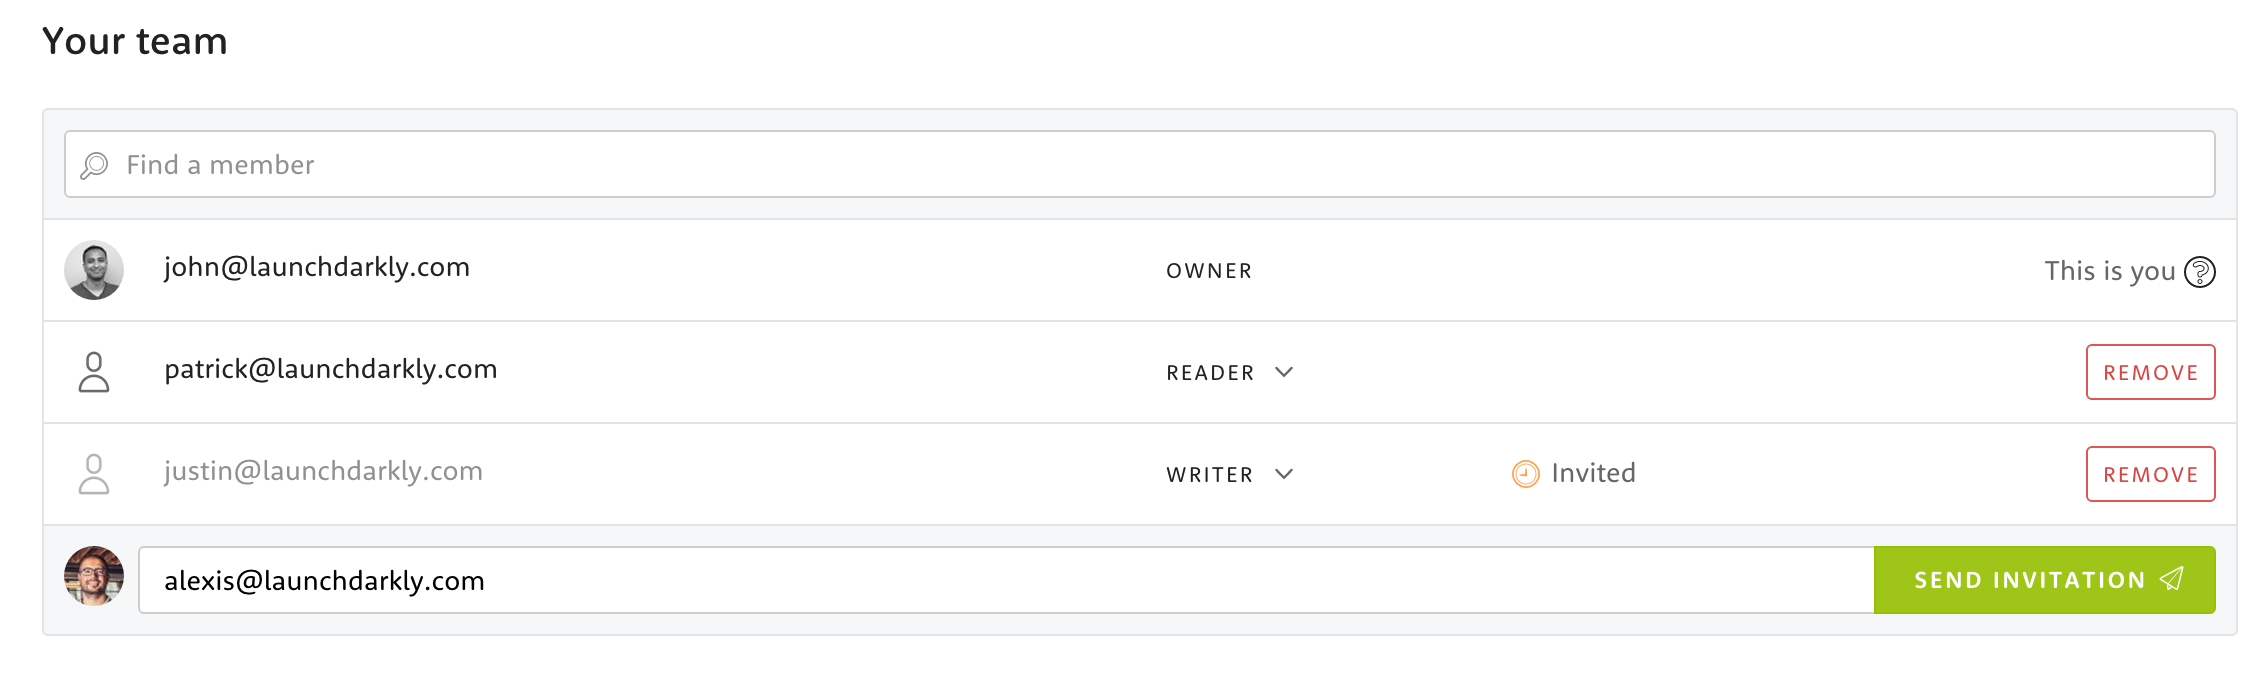 Your team
Find a member
john@launchdarkly.com OWNER This is you ?
patrick@launchdarkly.com READER REMOVE
justin@launchdarkly.com WRITER Invited REMOVE
alexis@launchdarkly.com SEND INVITATION